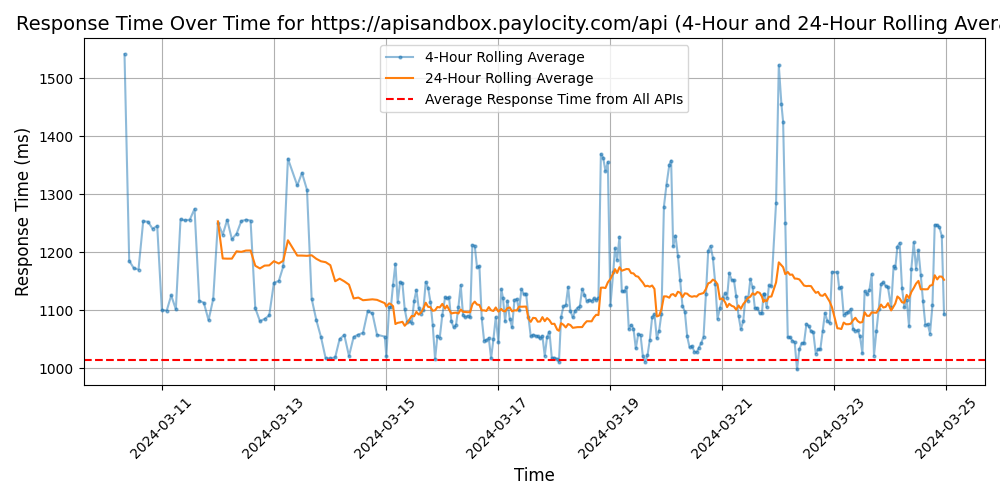 Response Time Over Time for https://apisandbox.paylocity.com/api (4-Hour and 24-Hour Rolling Avera
4-Hour Rolling Average
24-Hour Rolling Average
Average Response Time from All APIs
Response Time (ms)
1500
1400
1300
1200
1100
1000
2024-03-11
2024-03-13
2024-03-15
2024-03-17
2024-03-19
2024-03-21
2024-03-23
2024-03-25
Time